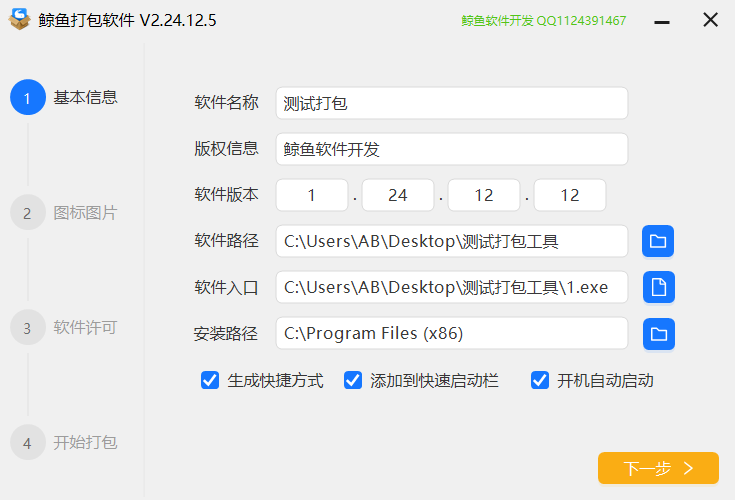 鲸鱼打包软件 V2.24.12.5
鲸鱼软件开发 QQ1124391467
1 基本信息
2 图标图片
3 软件许可
4 开始打包
软件名称 测试打包
版权信息 鲸鱼软件开发
软件版本 1 . 24 . 12 . 12
软件路径 C:\Users\AB\Desktop\测试打包工具
软件入口 C:\Users\AB\Desktop\测试打包工具\1.exe
安装路径 C:\Program Files (x86)
生成快捷方式 添加到快速启动栏 开机自动启动
下一步